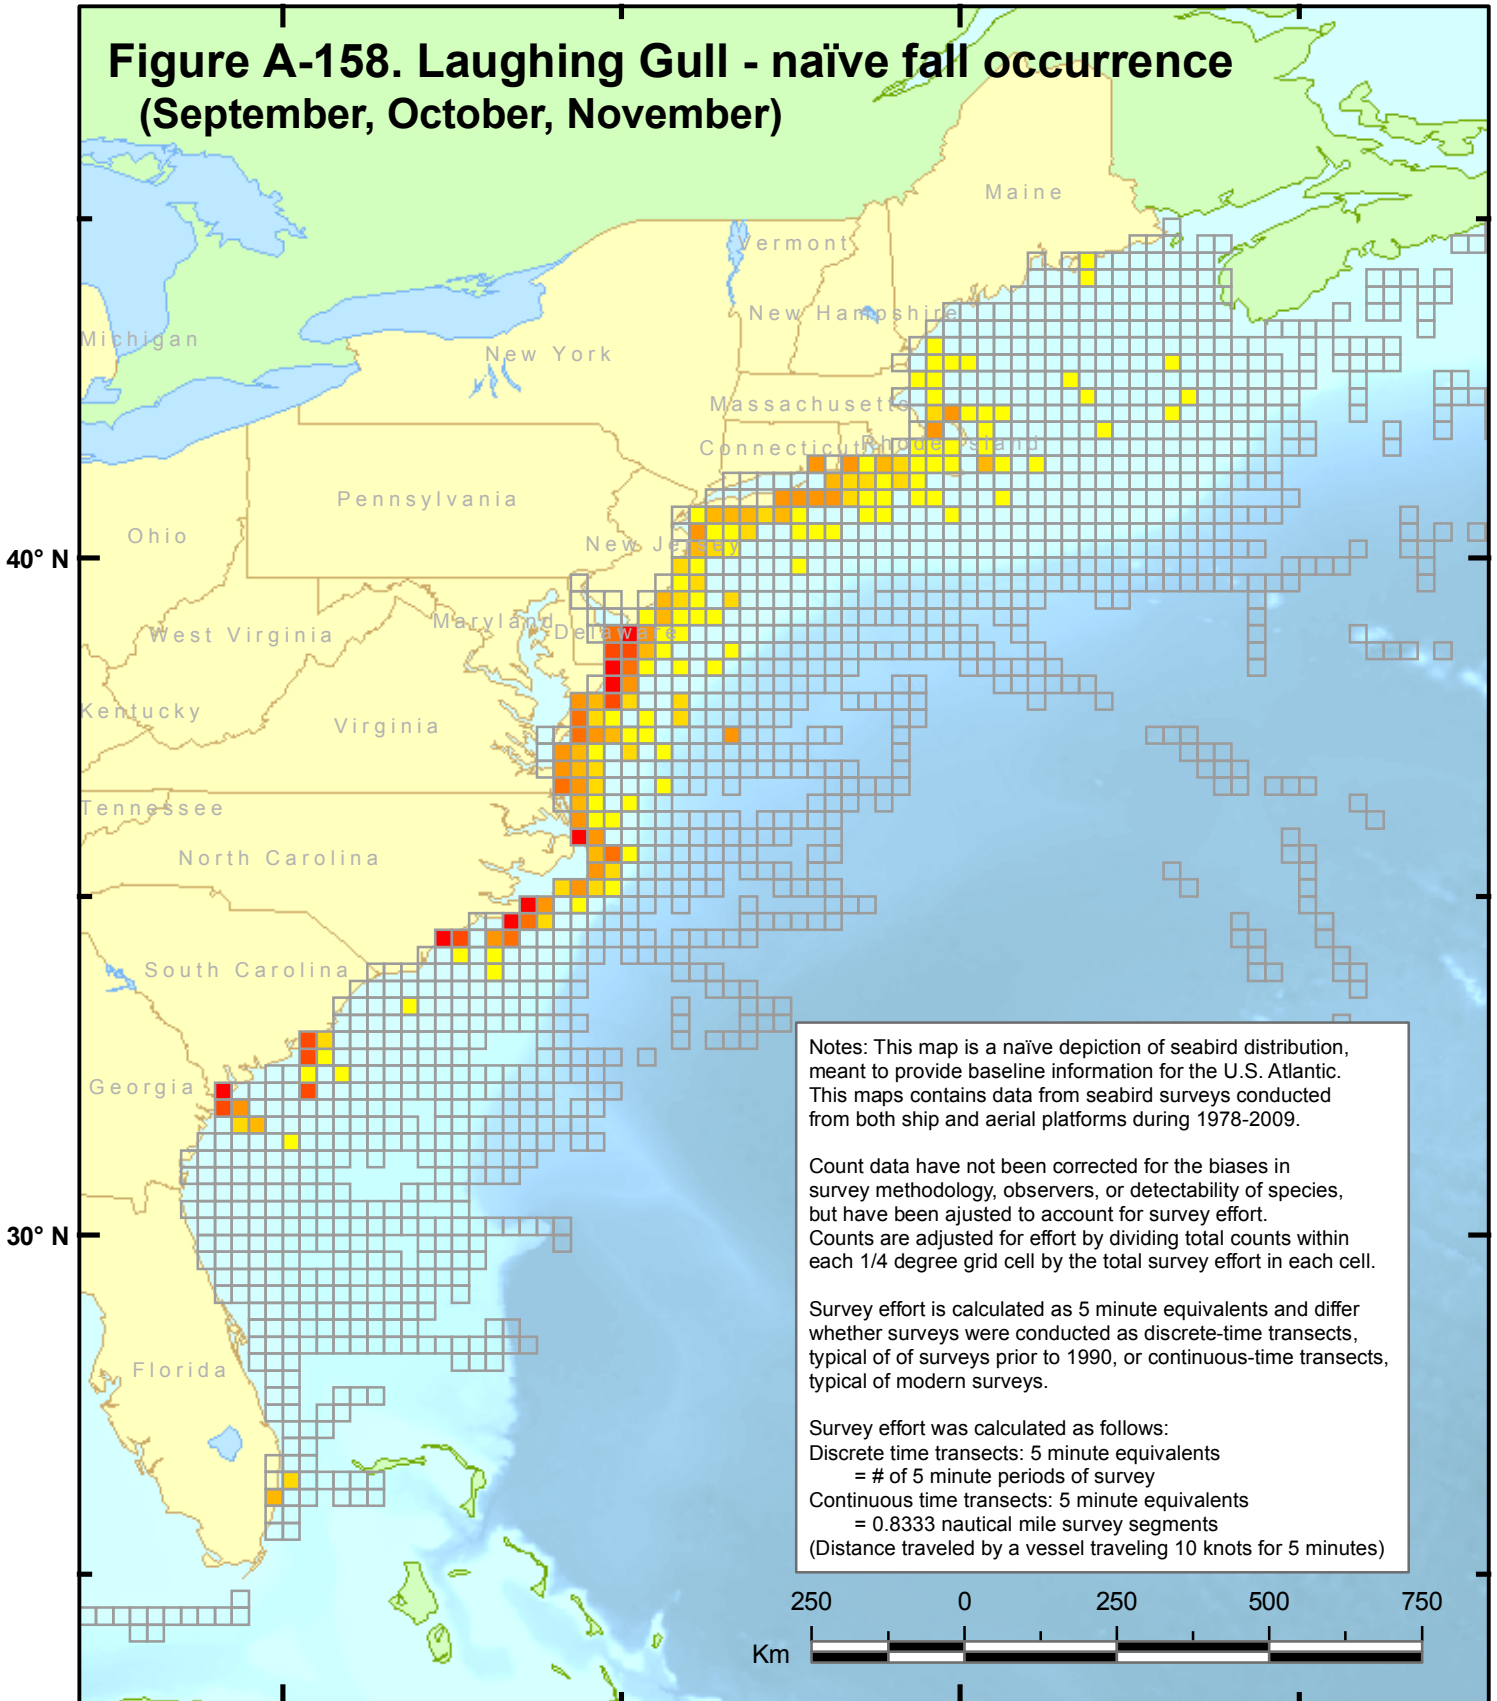 Figure A-158. Laughing Gull - naïve fall occurrence
(September, October, November)
Maine
Vermont
New Hampshire
Michigan
New York
Massachusetts
Connecticut
Rhode Island
Pennsylvania
Ohio
New Jersey
40° N
West Virginia
Maryland
Delaware
Kentucky
Virginia
Tennessee
North Carolina
South Carolina
Georgia
30° N
Florida
Notes: This map is a naïve depiction of seabird distribution,
meant to provide baseline information for the U.S. Atlantic.
This maps contains data from seabird surveys conducted
from both ship and aerial platforms during 1978-2009.
Count data have not been corrected for the biases in
survey methodology, observers, or detectability of species,
but have been ajusted to account for survey effort.
Counts are adjusted for effort by dividing total counts within
each 1/4 degree grid cell by the total survey effort in each cell.
Survey effort is calculated as 5 minute equivalents and differ
whether surveys were conducted as discrete-time transects,
typical of of surveys prior to 1990, or continuous-time transects,
typical of modern surveys.
Survey effort was calculated as follows:
Discrete time transects: 5 minute equivalents
= # of 5 minute periods of survey
Continuous time transects: 5 minute equivalents
= 0.8333 nautical mile survey segments
(Distance traveled by a vessel traveling 10 knots for 5 minutes)
250 0 250 500 750
Km